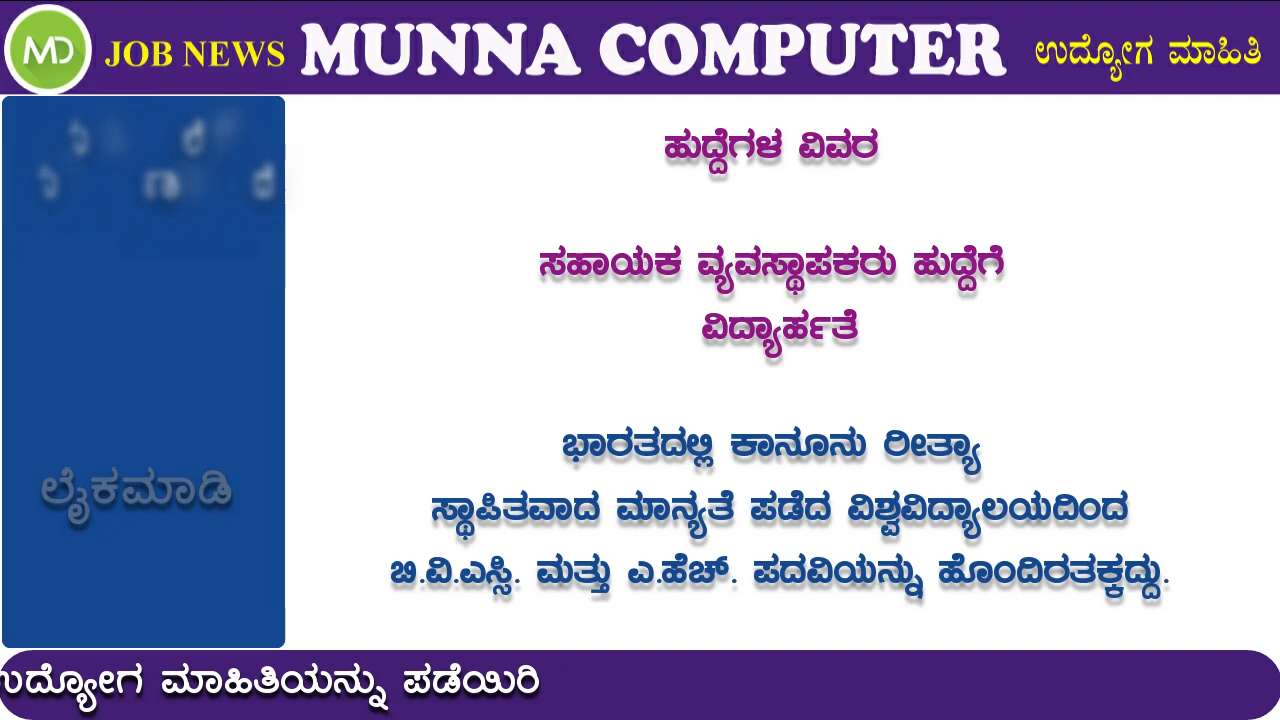 MD JOB NEWS MUNNA COMPUTER ಉದ್ಯೋಗ ಮಾಹಿತಿ
ಹುದ್ದೆಗಳ ವಿವರ
ಸಹಾಯಕ ವ್ಯವಸ್ಥಾಪಕರು ಹುದ್ದೆಗೆ
ವಿದ್ಯಾರ್ಹತೆ
ಭಾರತದಲ್ಲಿ ಕಾನೂನು ರೀತ್ಯಾ
ಸ್ಥಾಪಿತವಾದ ಮಾನ್ಯತೆ ಪಡೆದ ವಿಶ್ವವಿದ್ಯಾಲಯದಿಂದ
ಬಿ.ವಿ.ಎಸ್ಸಿ. ಮತ್ತು ಎ.ಹೆಚ್. ಪದವಿಯನ್ನು ಹೊಂದಿರತಕ್ಕದ್ದು.
ಲೈಕಮಾಡಿ
ಉದ್ಯೋಗ ಮಾಹಿತಿಯನ್ನು ಪಡೆಯಿರಿ